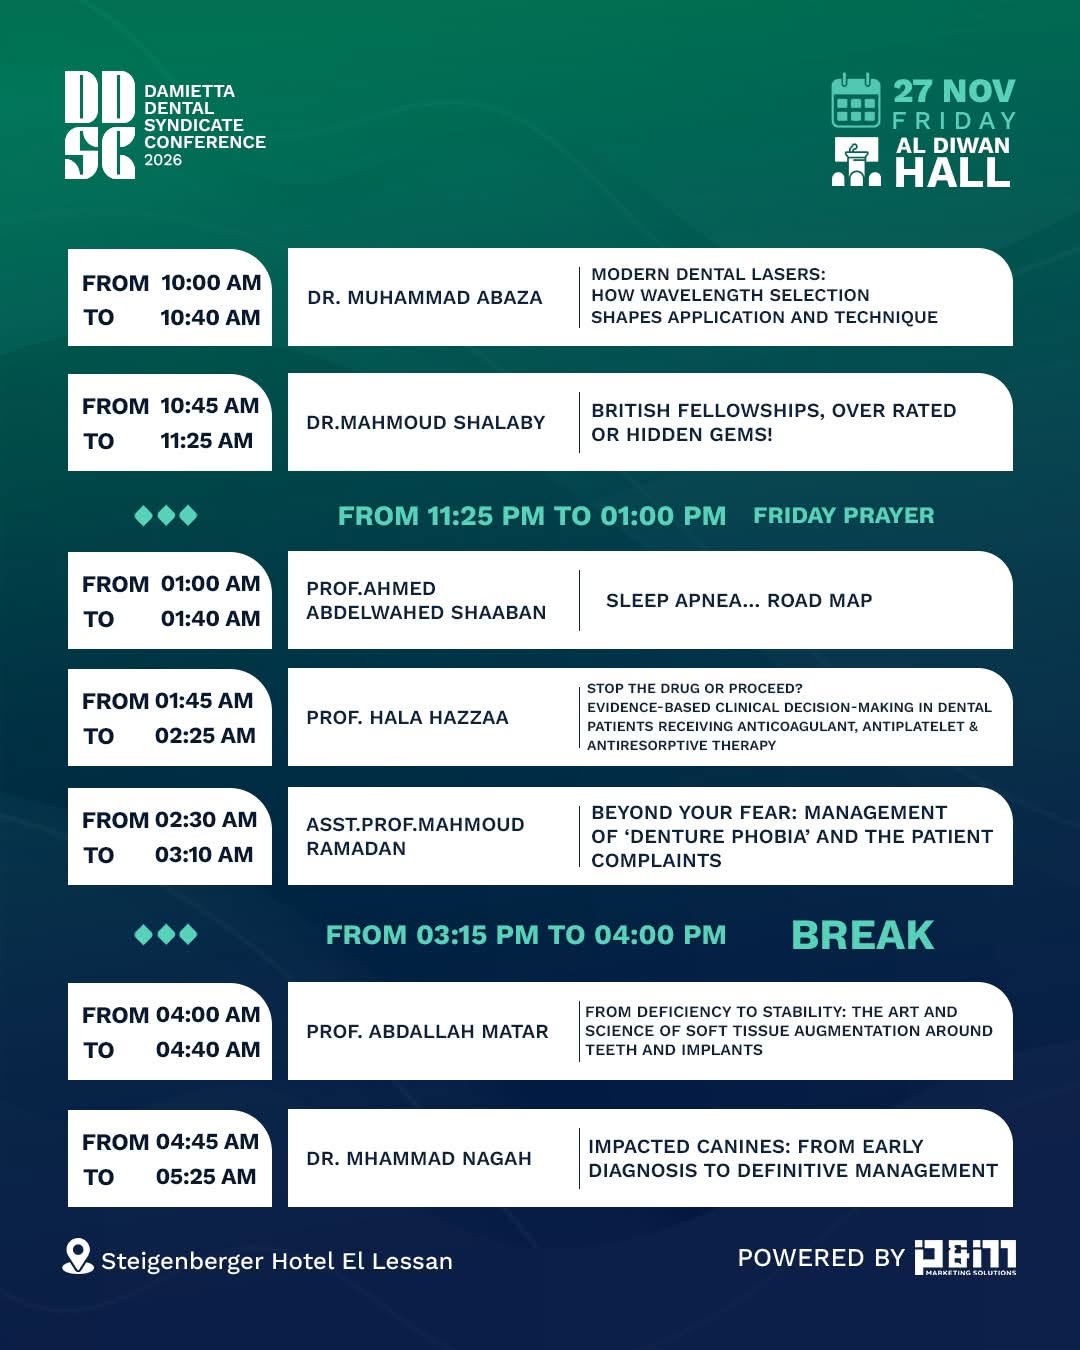 DDSC
DAMIETTA
DENTAL
SYNDICATE
CONFERENCE
2026
27 NOV
FRIDAY
AL DIWAN
HALL
FROM 10:00 AM
TO 10:40 AM
DR. MUHAMMAD ABAZA
MODERN DENTAL LASERS:
HOW WAVELENGTH SELECTION
SHAPES APPLICATION AND TECHNIQUE
FROM 10:45 AM
TO 11:25 AM
DR.MAHMOUD SHALABY
BRITISH FELLOWSHIPS, OVER RATED
OR HIDDEN GEMS!
FROM 11:25 PM TO 01:00 PM FRIDAY PRAYER
FROM 01:00 AM
TO 01:40 AM
PROF.AHMED
ABDELWAHED SHAABAN
SLEEP APNEA... ROAD MAP
FROM 01:45 AM
TO 02:25 AM
PROF. HALA HAZZAA
STOP THE DRUG OR PROCEED?
EVIDENCE-BASED CLINICAL DECISION-MAKING IN DENTAL
PATIENTS RECEIVING ANTICOAGULANT, ANTIPLATELET &
ANTIRESORPTIVE THERAPY
FROM 02:30 AM
TO 03:10 AM
ASST.PROF.MAHMOUD
RAMADAN
BEYOND YOUR FEAR: MANAGEMENT
OF ‘DENTURE PHOBIA’ AND THE PATIENT
COMPLAINTS
FROM 03:15 PM TO 04:00 PM BREAK
FROM 04:00 AM
TO 04:40 AM
PROF. ABDALLAH MATAR
FROM DEFICIENCY TO STABILITY: THE ART AND
SCIENCE OF SOFT TISSUE AUGMENTATION AROUND
TEETH AND IMPLANTS
FROM 04:45 AM
TO 05:25 AM
DR. MHAMMAD NAGAH
IMPACTED CANINES: FROM EARLY
DIAGNOSIS TO DEFINITIVE MANAGEMENT
Steigenberger Hotel El Lessan
POWERED BY P&M
MARKETING SOLUTIONS